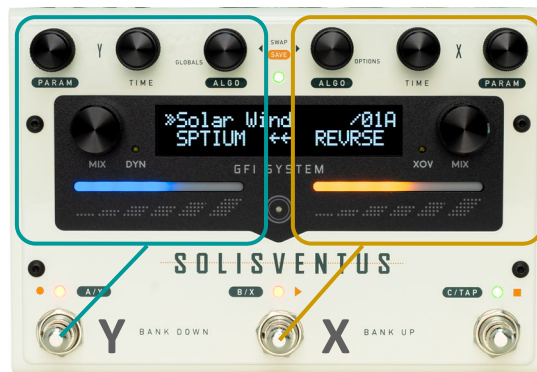 Y
SWAP
X
GLOBALS
SAVE
OPTIONS
PARAM
TIME
ALGO
ALGO
TIME
PARAM
»Solar Wind /01A
SPTIUM ←← REVRSE
MIX
DYN
XOV
MIX
GFI SYSTEM
SOLISVENTUS
A/Y
B/X
C/TAP
Y
BANK DOWN
X
BANK UP